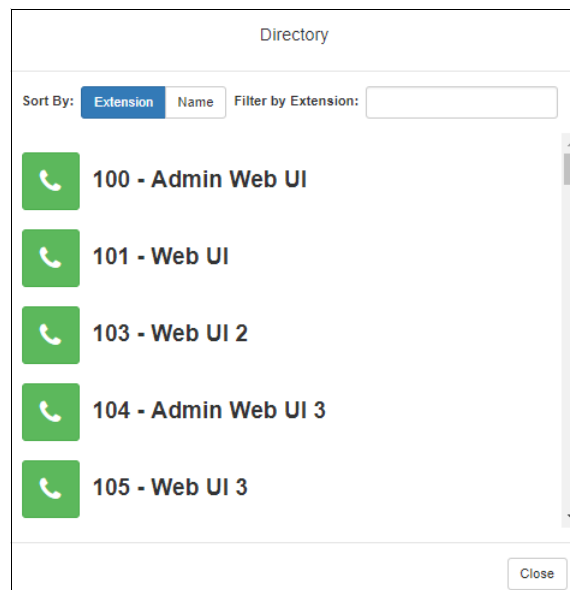 Directory
Sort By: Extension Name Filter by Extension:
100 - Admin Web UI
101 - Web UI
103 - Web UI 2
104 - Admin Web UI 3
105 - Web UI 3
Close